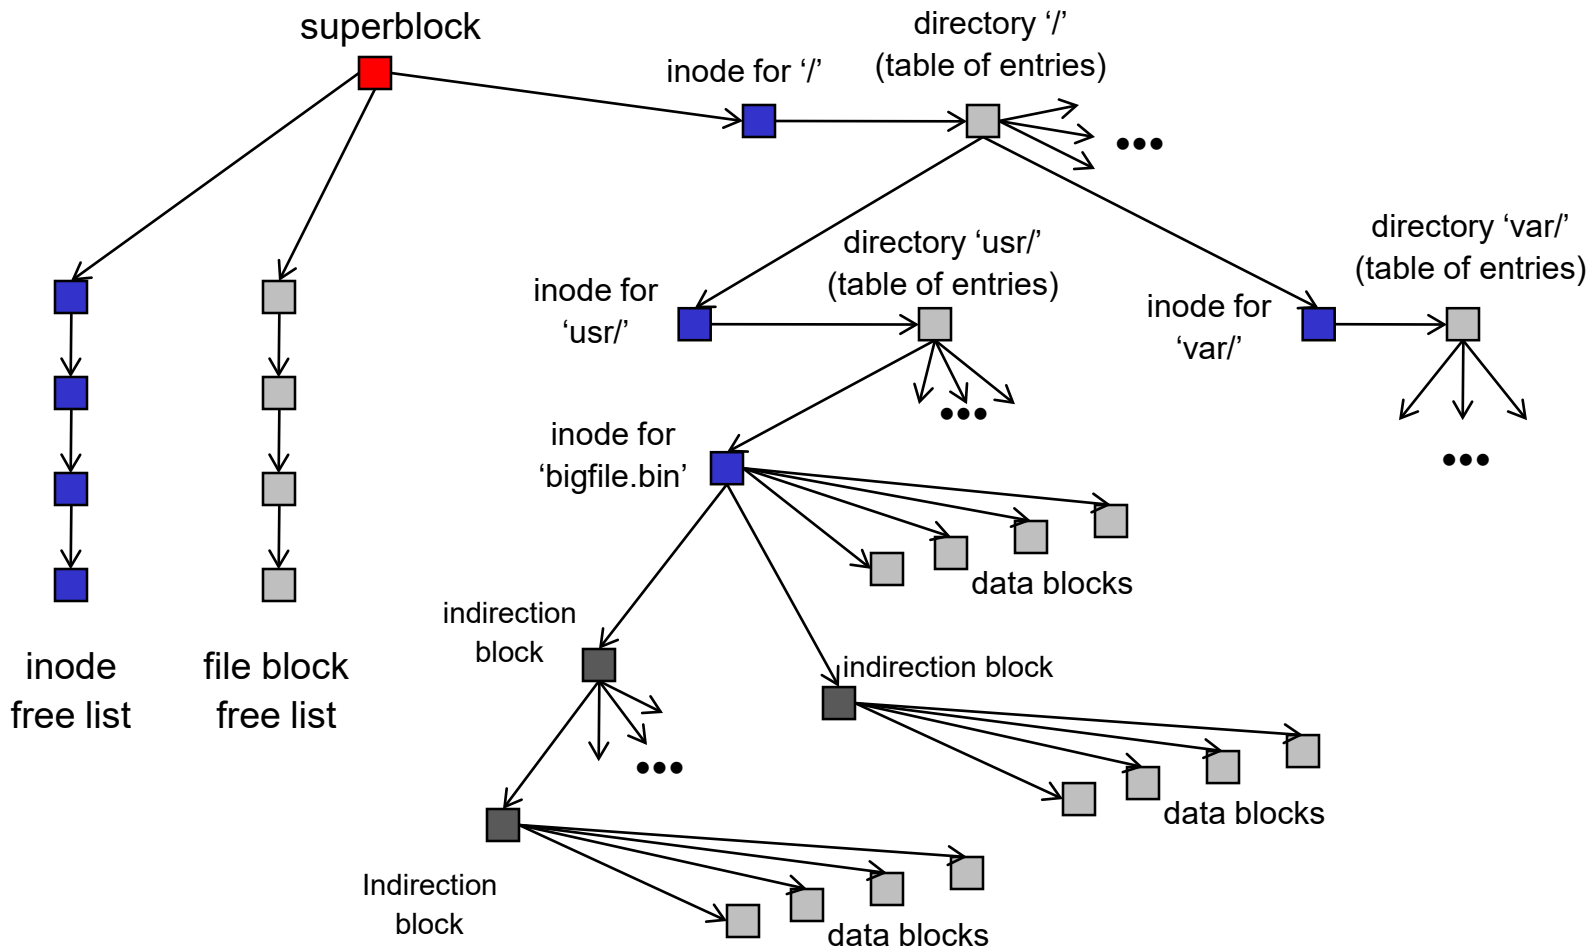 superblock
directory ‘/’
(table of entries)
inode for ‘/’
directory ‘usr/’
(table of entries)
directory ‘var/’
(table of entries)
inode for
‘usr/’
inode for
‘var/’
inode for
‘bigfile.bin’
data blocks
indirection
block
indirection block
inode
free list
file block
free list
data blocks
Indirection
block
data blocks